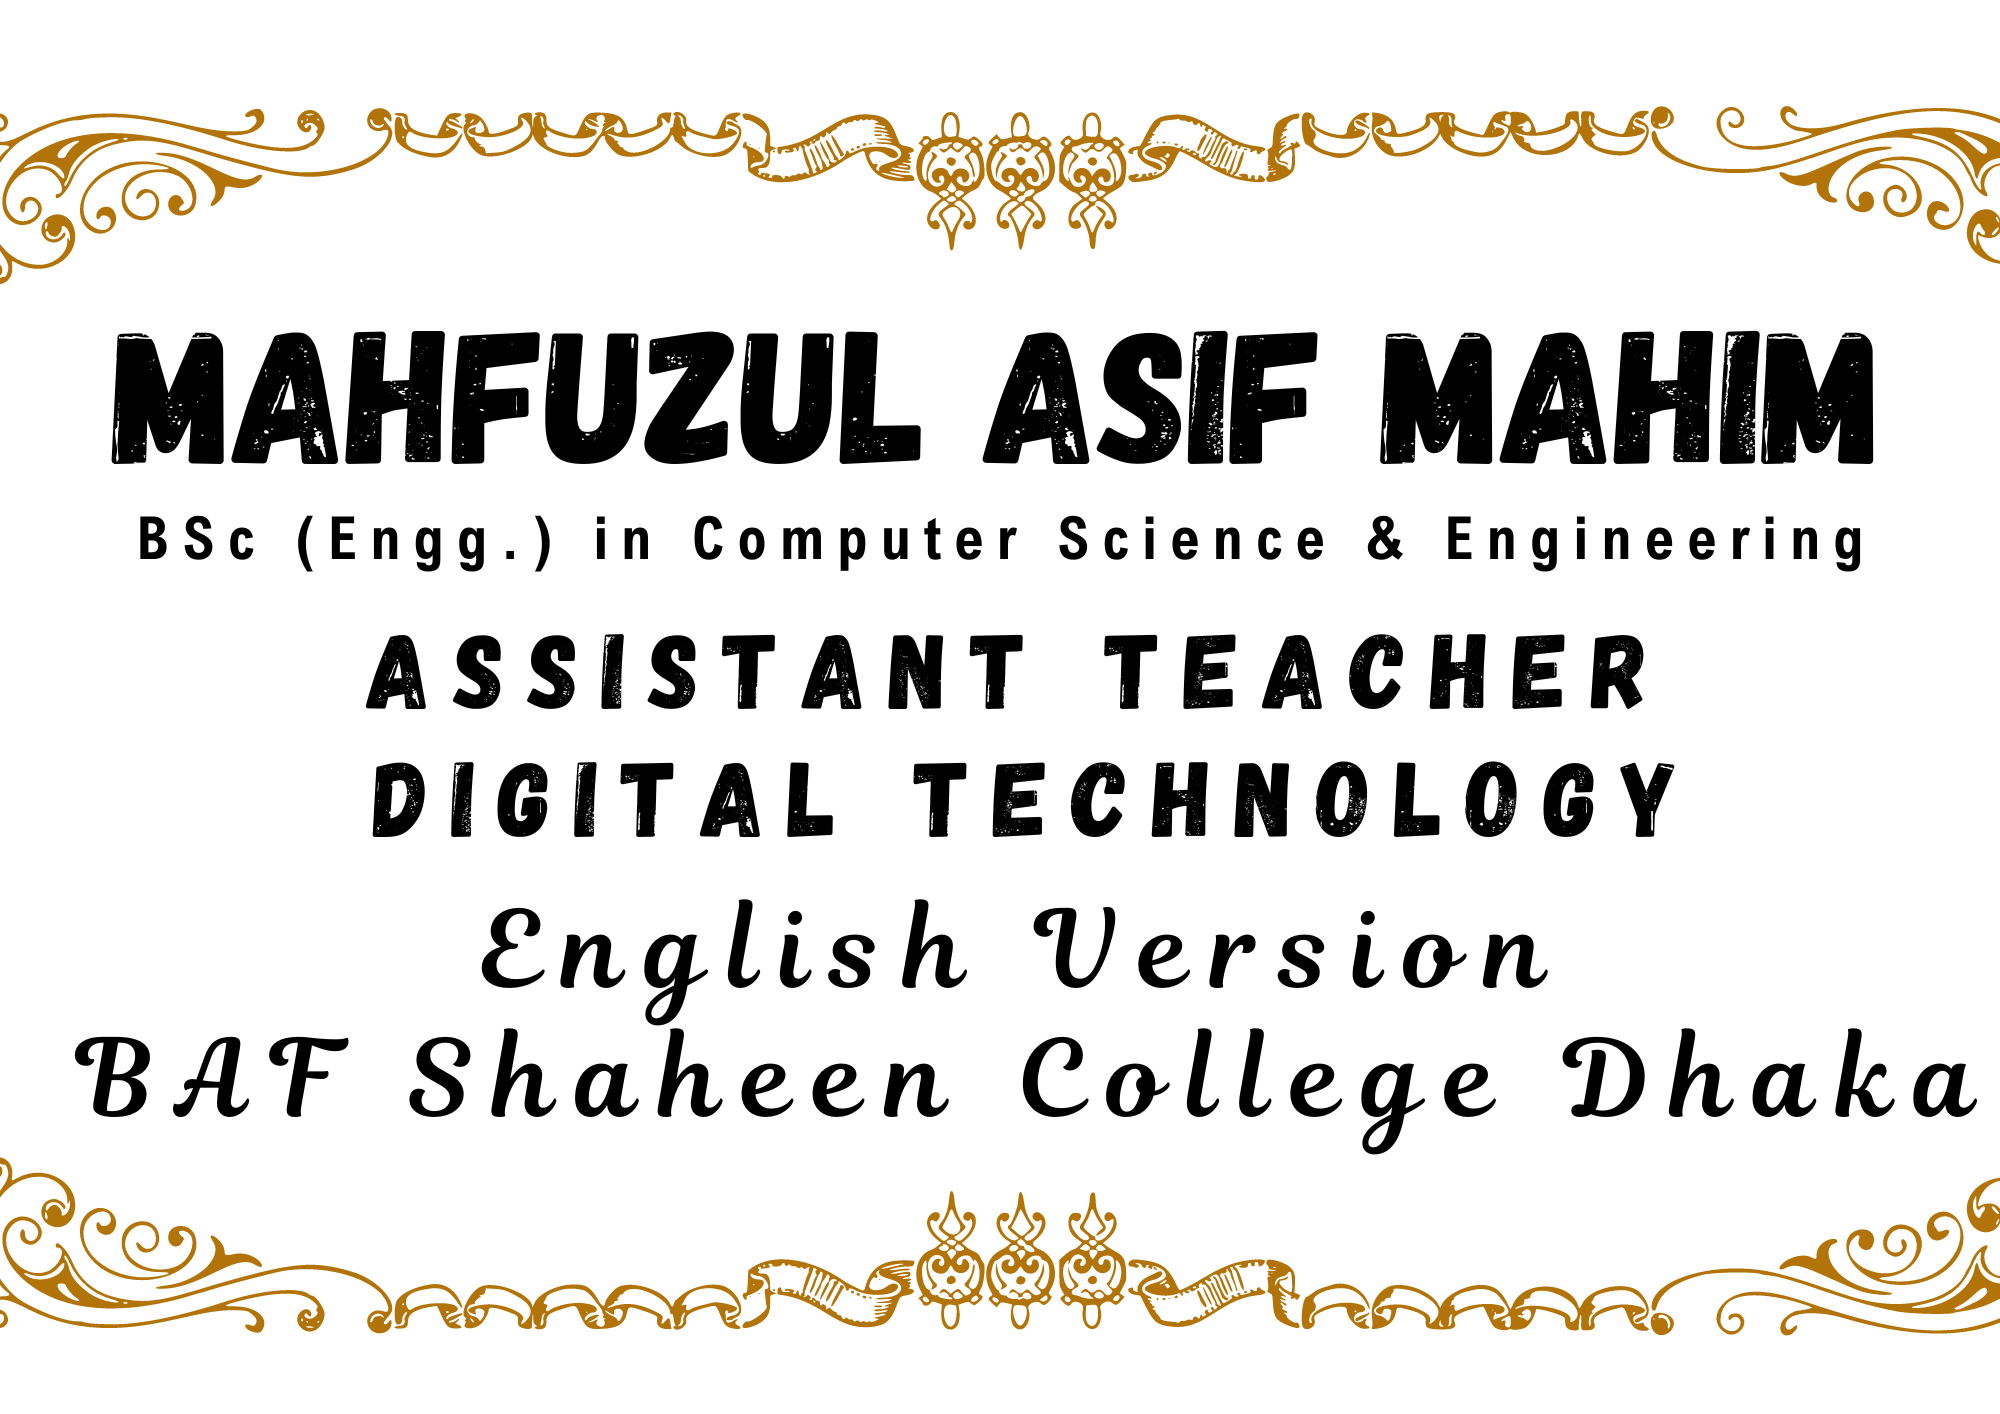 MAHFUZUL ASIF MAHIM
BSc (Engg.) in Computer Science & Engineering
ASSISTANT TEACHER
DIGITAL TECHNOLOGY
English Version
BAF Shaheen College Dhaka